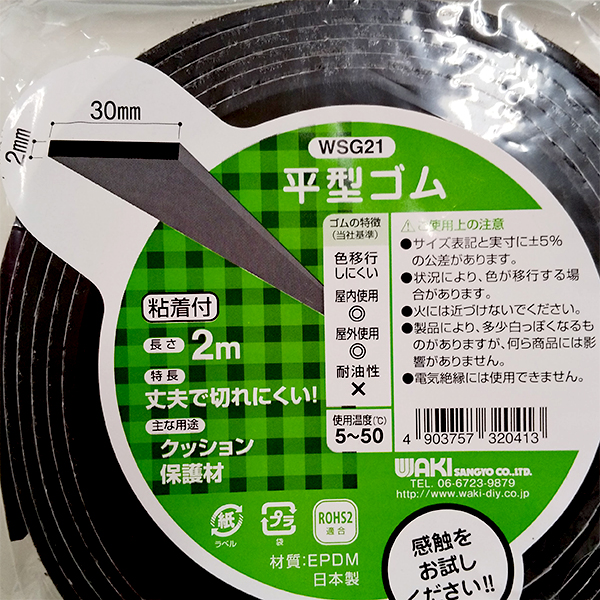 30mm
2mm
WSG21
平型ゴム
粘着付
長さ 2m
特長
丈夫で切れにくい!
主な用途
クッション
保護材
ゴムの特徴
(当社基準)
色移行
しにくい
屋内使用
◎
屋外使用
◎
耐油性
×
使用温度(℃)
5~50
ご使用上の注意
●サイズ表記と実寸に±5%
の公差があります。
●状況により、色が移行する場
合があります。
●火には近づけないでください。
●製品により、多少白っぽくなるも
のがありますが、何ら商品には影
響がありません。
●電気絶縁には使用できません。
4 903757 320413
WAKI SANGYO CO.,LTD.
TEL. 06-6723-9879
http://www.waki-diy.co.jp
紙
ラベル
プラ
袋
ROHS2
適合
材質:EPDM
日本製
感触を
お試し
ください!!